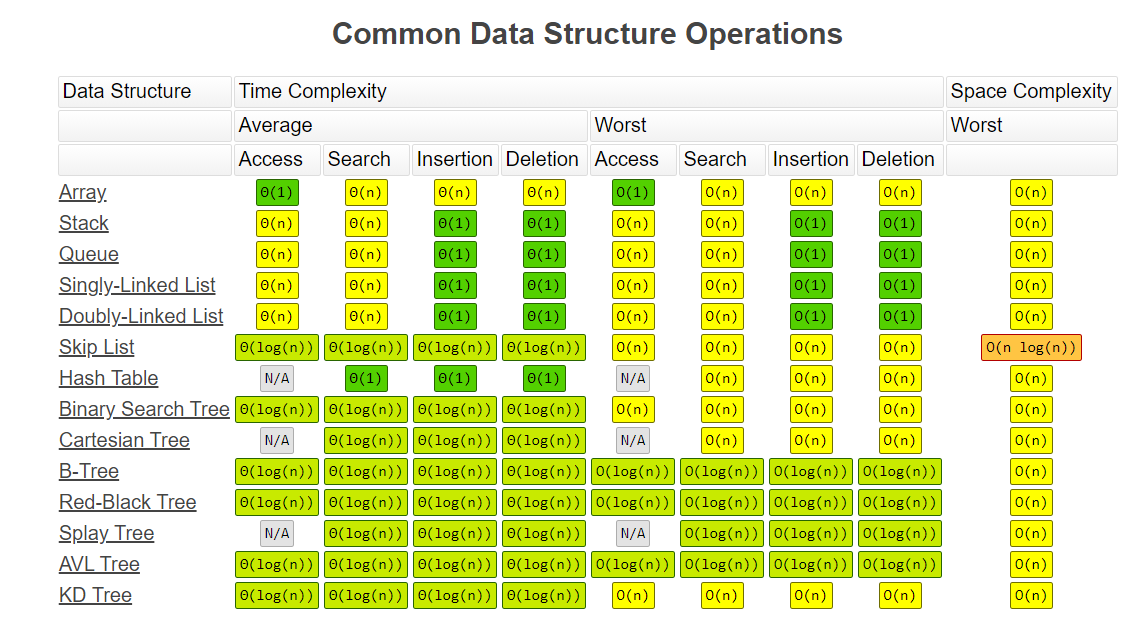 Common Data Structure Operations
Data Structure Time Complexity Space Complexity
Average Worst Worst
Access Search Insertion Deletion Access Search Insertion Deletion
Array Θ(1) Θ(n) Θ(n) Θ(n) O(1) O(n) O(n) O(n) O(n)
Stack Θ(n) Θ(n) Θ(1) Θ(1) O(n) O(n) O(1) O(1) O(n)
Queue Θ(n) Θ(n) Θ(1) Θ(1) O(n) O(n) O(1) O(1) O(n)
Singly-Linked List Θ(n) Θ(n) Θ(1) Θ(1) O(n) O(n) O(1) O(1) O(n)
Doubly-Linked List Θ(n) Θ(n) Θ(1) Θ(1) O(n) O(n) O(1) O(1) O(n)
Skip List Θ(log(n)) Θ(log(n)) Θ(log(n)) Θ(log(n)) O(n) O(n) O(n) O(n) O(n log(n))
Hash Table N/A Θ(1) Θ(1) Θ(1) N/A O(n) O(n) O(n) O(n)
Binary Search Tree Θ(log(n)) Θ(log(n)) Θ(log(n)) Θ(log(n)) O(n) O(n) O(n) O(n) O(n)
Cartesian Tree N/A Θ(log(n)) Θ(log(n)) Θ(log(n)) N/A O(n) O(n) O(n) O(n)
B-Tree Θ(log(n)) Θ(log(n)) Θ(log(n)) Θ(log(n)) O(log(n)) O(log(n)) O(log(n)) O(log(n)) O(n)
Red-Black Tree Θ(log(n)) Θ(log(n)) Θ(log(n)) Θ(log(n)) O(log(n)) O(log(n)) O(log(n)) O(log(n)) O(n)
Splay Tree N/A Θ(log(n)) Θ(log(n)) Θ(log(n)) N/A O(log(n)) O(log(n)) O(log(n)) O(n)
AVL Tree Θ(log(n)) Θ(log(n)) Θ(log(n)) Θ(log(n)) O(log(n)) O(log(n)) O(log(n)) O(log(n)) O(n)
KD Tree Θ(log(n)) Θ(log(n)) Θ(log(n)) Θ(log(n)) O(n) O(n) O(n) O(n) O(n)